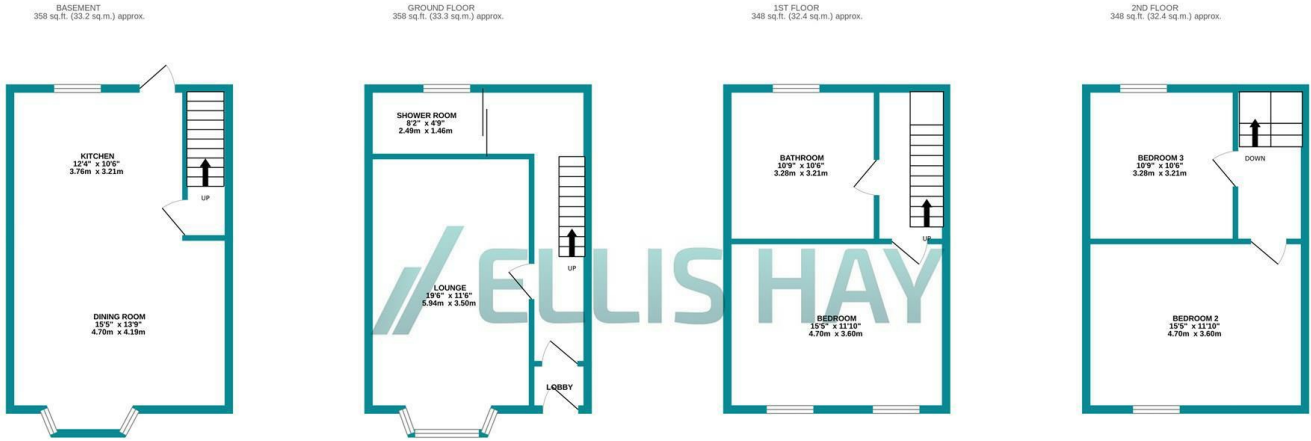 BASEMENT
358 sq.ft. (33.2 sq.m.) approx.
KITCHEN
12'4" x 10'6"
3.76m x 3.21m
UP
DINING ROOM
15'5" x 13'9"
4.70m x 4.19m
GROUND FLOOR
358 sq.ft. (33.3 sq.m.) approx.
SHOWER ROOM
8'2" x 4'9"
2.49m x 1.46m
UP
LOUNGE
19'6" x 11'6"
5.94m x 3.50m
LOBBY
1ST FLOOR
348 sq.ft. (32.4 sq.m.) approx.
BATHROOM
10'9" x 10'6"
3.28m x 3.21m
UP
BEDROOM
15'5" x 11'10"
4.70m x 3.60m
2ND FLOOR
348 sq.ft. (32.4 sq.m.) approx.
BEDROOM 3
10'9" x 10'6"
3.28m x 3.21m
DOWN
BEDROOM 2
15'5" x 11'10"
4.70m x 3.60m
ELLIS HAY